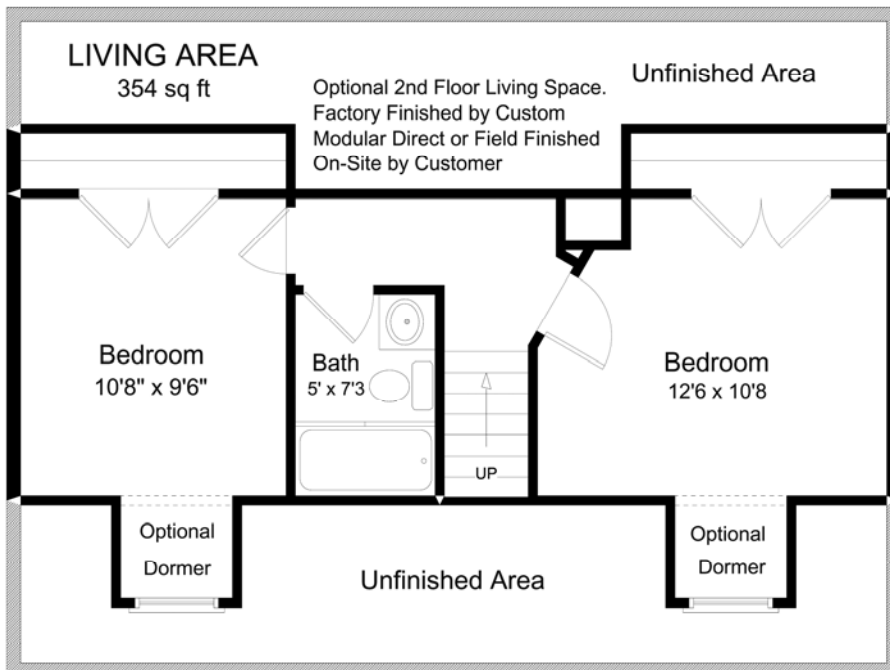 LIVING AREA
354 sq ft
Optional 2nd Floor Living Space.
Factory Finished by Custom
Modular Direct or Field Finished
On-Site by Customer
Unfinished Area
Bedroom
10'8" x 9'6"
Bath
5' x 7'3
UP
Bedroom
12'6 x 10'8
Optional
Dormer
Unfinished Area
Optional
Dormer